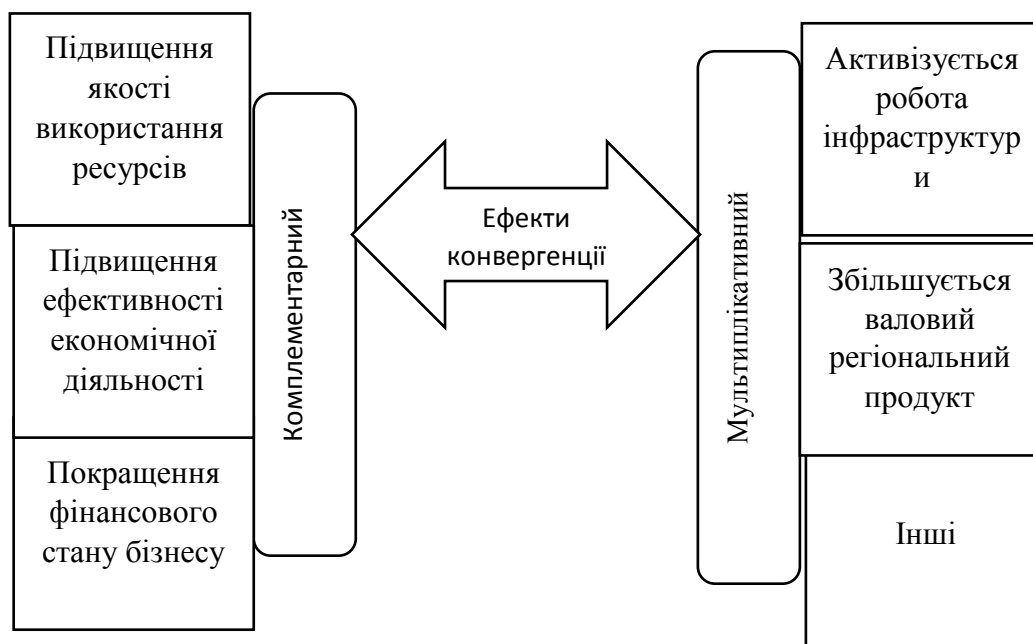 Підвищення
якості
використання
ресурсів
Підвищення
ефективності
економічної
діяльності
Покращення
фінансового
стану бізнесу
Комплементарний
Ефекти
конвергенції
Мультиплікативний
Активізується
робота
інфраструктур
и
Збільшується
валовий
регіональний
продукт
Інші